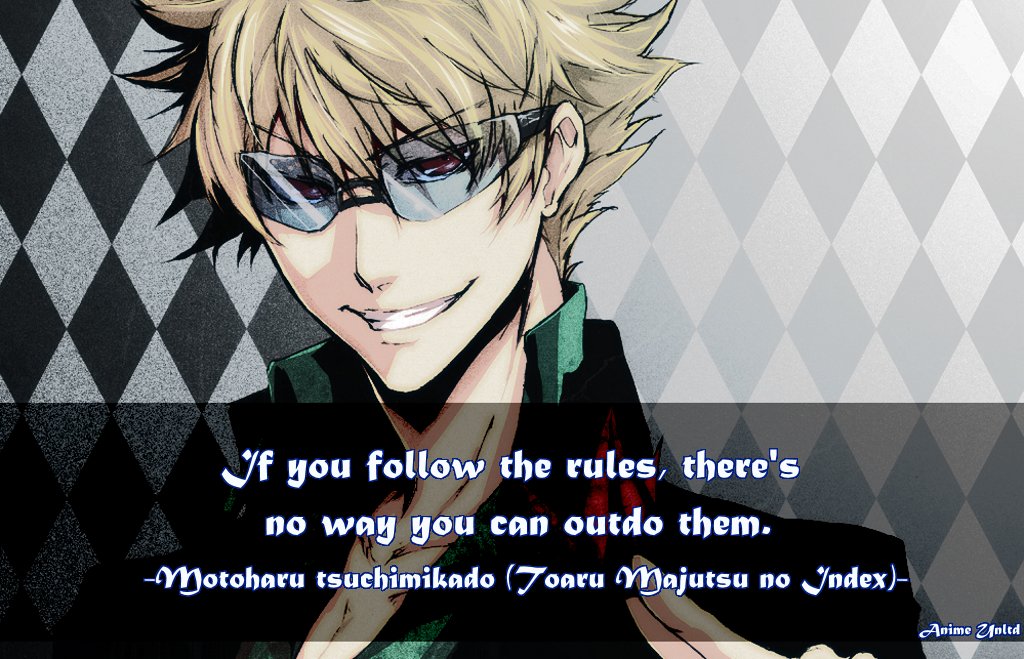 If you follow the rules, there's
no way you can outdo them.
-Motoharu tsuchimikado (Toaru Majutsu no Index)-
Anime Unltd